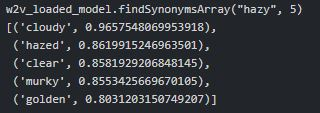 w2v_loaded_model.findSynonymsArray("hazy", 5)
[('cloudy', 0.9657548069953918),
('hazed', 0.8619915246963501),
('clear', 0.8581929206848145),
('murky', 0.8553425669670105),
('golden', 0.8031203150749207)]